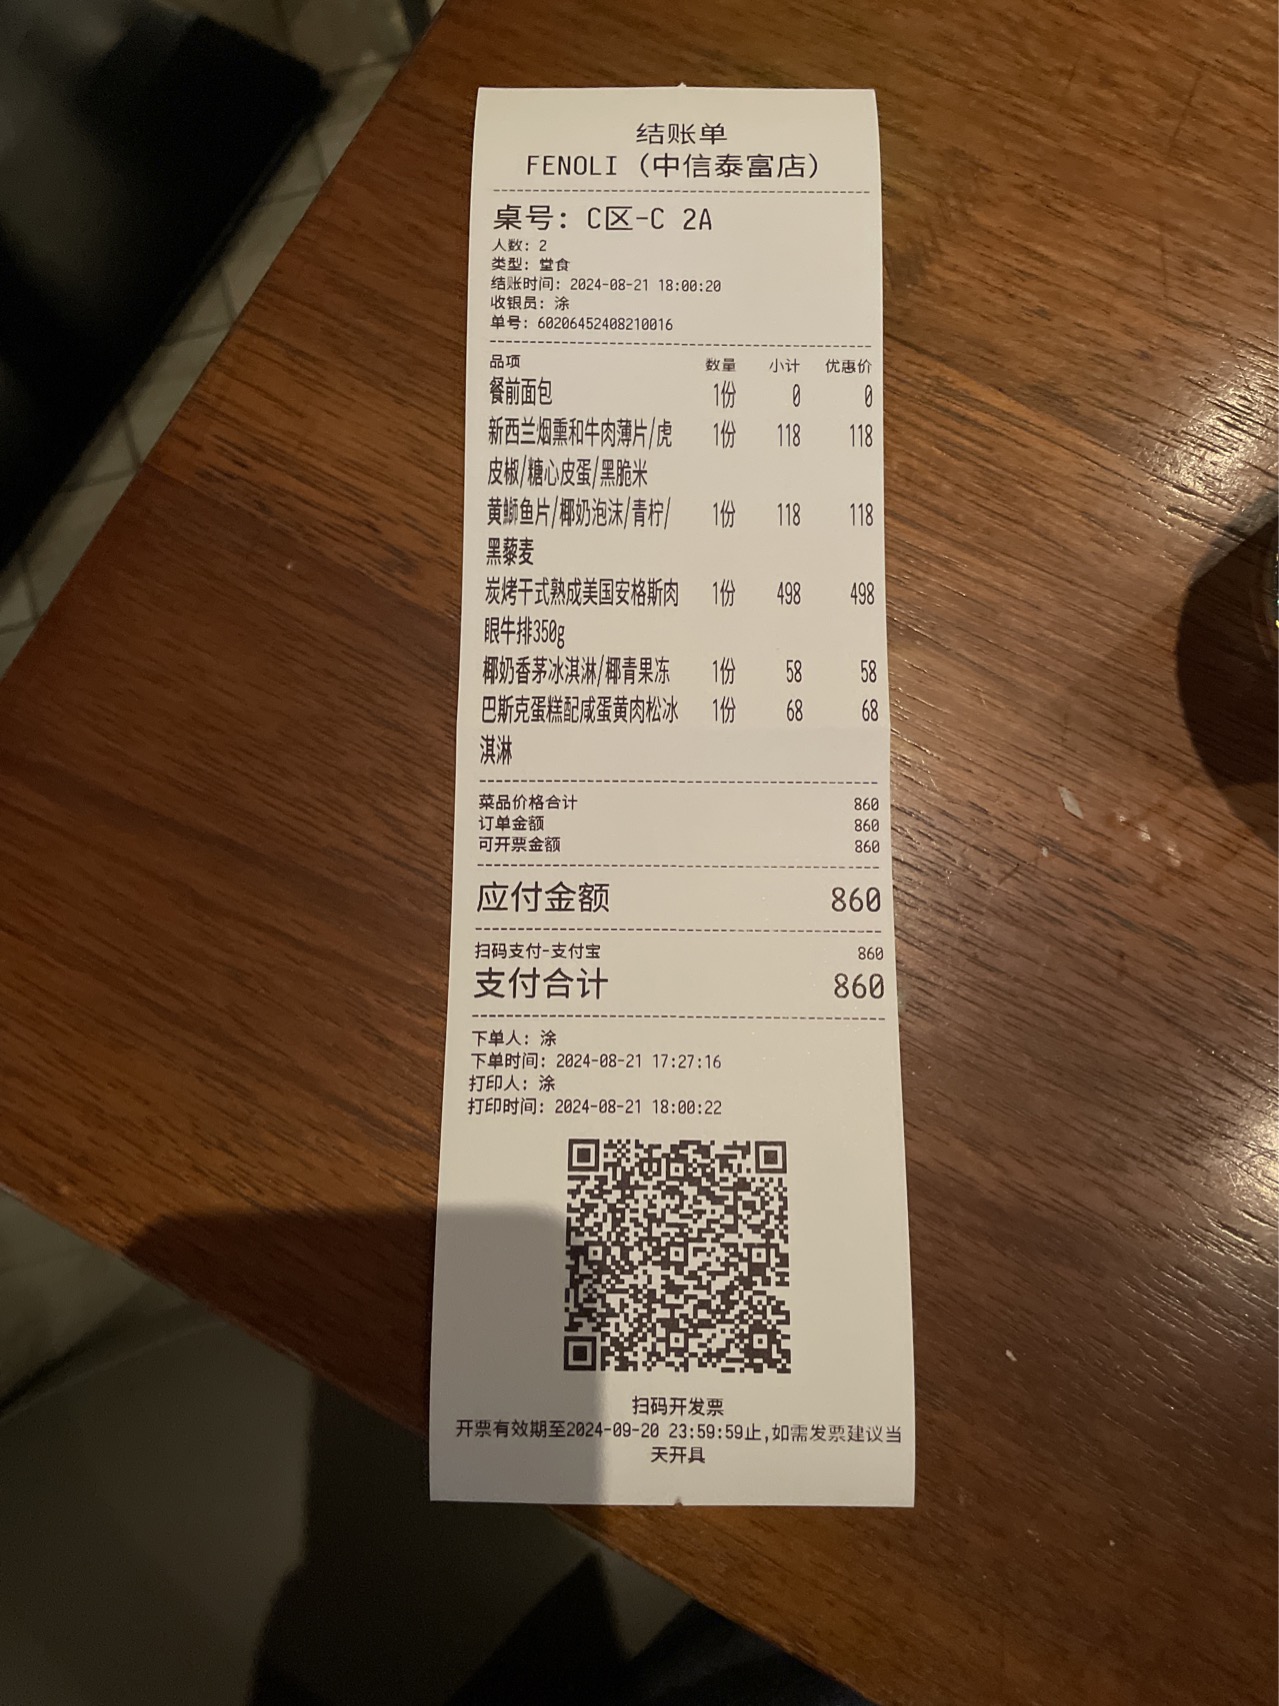 结账单
FENOLI（中信泰富店）
桌号: C区-C 2A
人数: 2
类型: 堂食
结账时间: 2024-08-21 18:00:20
收银员: 涂
单号: 60206452408210016
品项 数量 小计 优惠价
餐前面包 1份 0 0
新西兰烟熏和牛肉薄片/虎 1份 118 118
皮椒/糖心皮蛋/黑脆米
黄鰤鱼片/椰奶泡沫/青柠/ 1份 118 118
黑藜麦
炭烤干式熟成美国安格斯肉 1份 498 498
眼牛排350g
椰奶香茅冰淇淋/椰青果冻 1份 58 58
巴斯克蛋糕配咸蛋黄肉松冰 1份 68 68
淇淋
菜品价格合计 860
订单金额 860
可开票金额 860
应付金额 860
扫码支付-支付宝 860
支付合计 860
下单人: 涂
下单时间: 2024-08-21 17:27:16
打印人: 涂
打印时间: 2024-08-21 18:00:22
扫码开发票
开票有效期至2024-09-20 23:59:59止,如需发票建议当
天开具